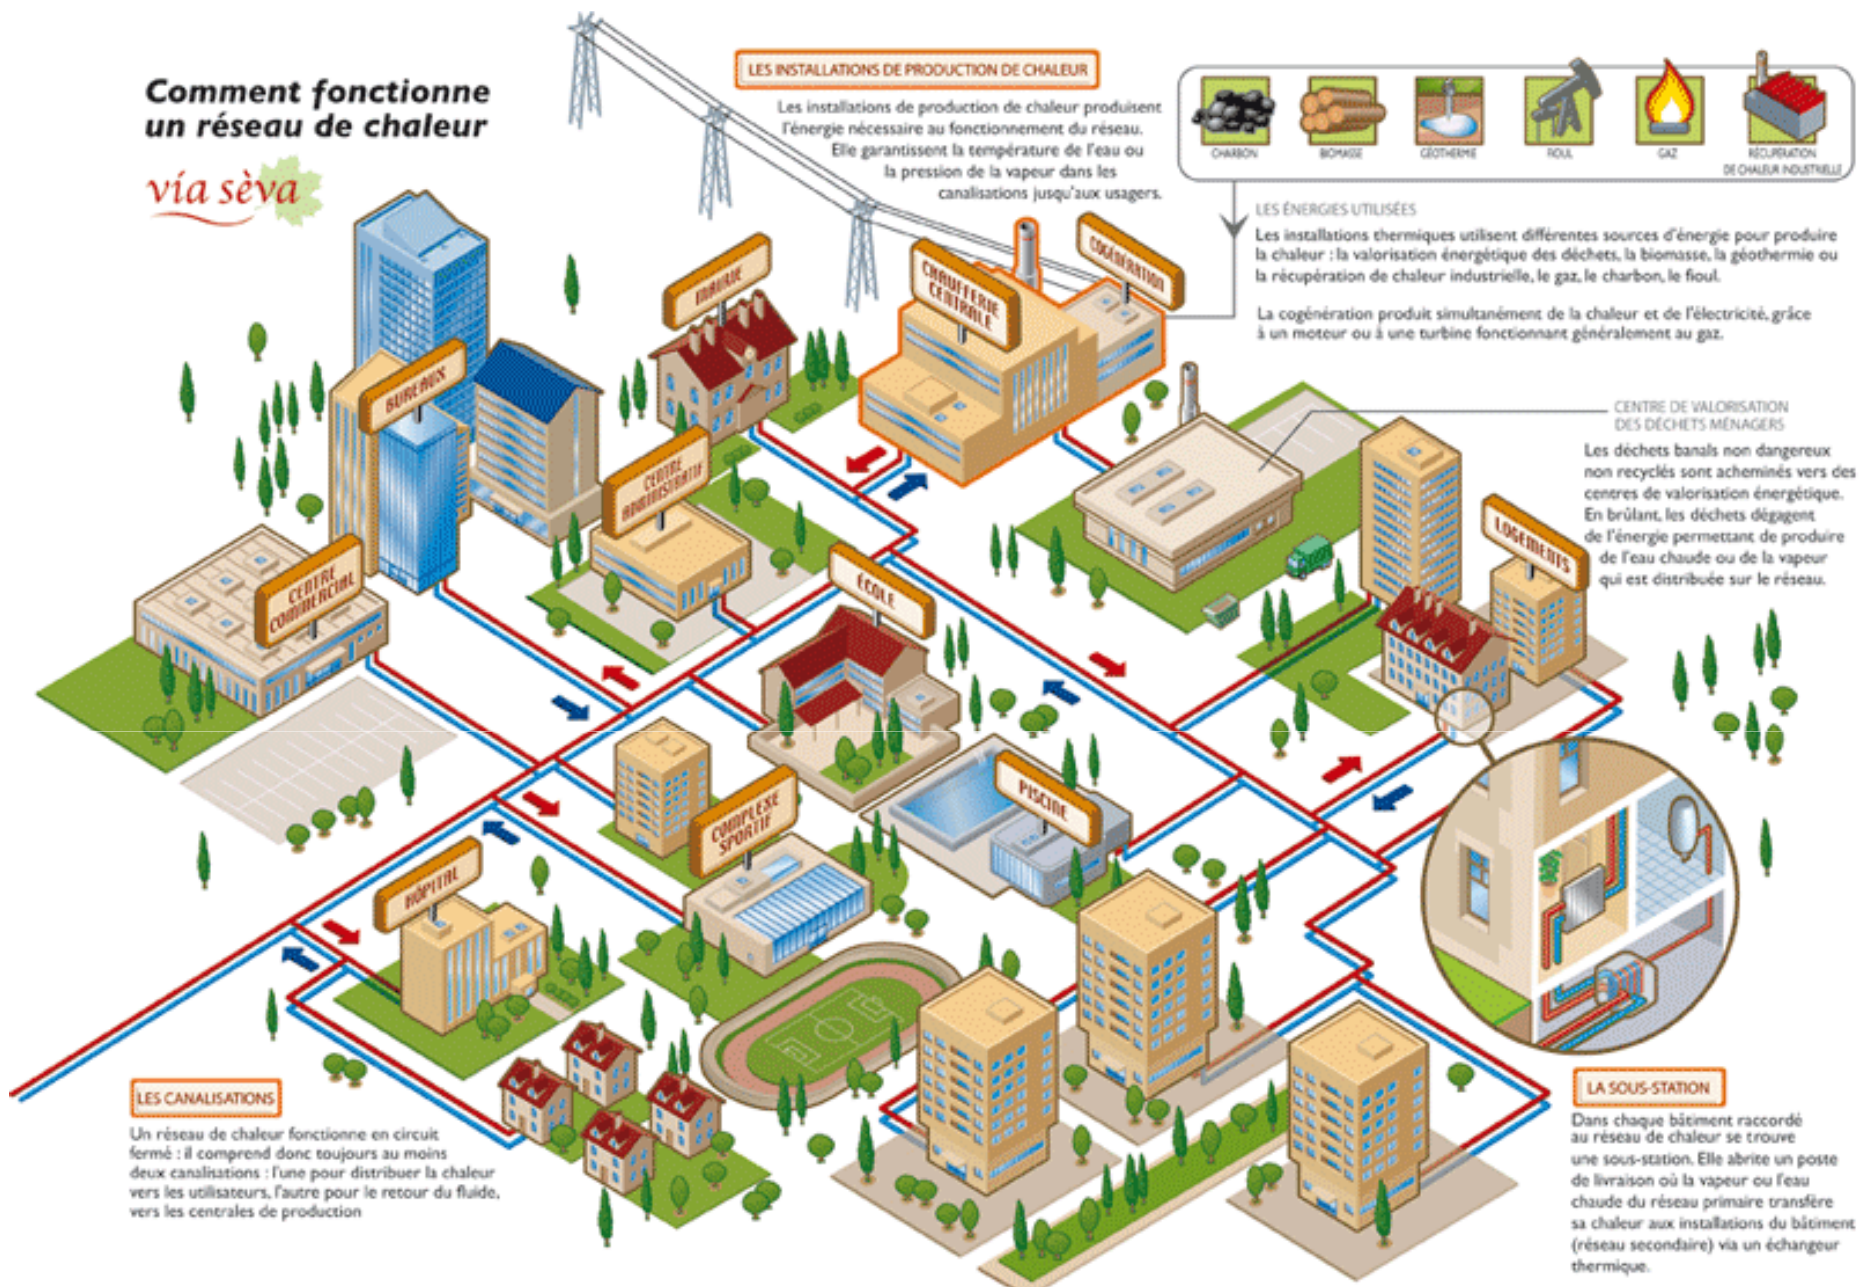 Comment fonctionne
un réseau de chaleur
vía sèva
LES INSTALLATIONS DE PRODUCTION DE CHALEUR
Les installations de production de chaleur produisent
l'énergie nécessaire au fonctionnement du réseau.
Elle garantissent la température de l'eau ou
la pression de la vapeur dans les
canalisations jusqu'aux usagers.
CHARBON
BIOMASSE
GÉOTHERMIE
FIOUL
GAZ
RÉCUPÉRATION
DE CHALEUR INDUSTRIELLE
LES ÉNERGIES UTILISÉES
Les installations thermiques utilisent différentes sources d'énergie pour produire
la chaleur : la valorisation énergétique des déchets, la biomasse, la géothermie ou
la récupération de chaleur industrielle, le gaz, le charbon, le fioul.
La cogénération produit simultanément de la chaleur et de l'électricité, grâce
à un moteur ou à une turbine fonctionnant généralement au gaz.
MAIRIE
CHAUFFERIE
CENTRALE
COGÉNÉRATION
BUREAUX
CENTRE
ADMINISTRATIF
CENTRE
COMMERCIAL
ÉCOLE
LOGEMENTS
CENTRE DE VALORISATION
DES DÉCHETS MÉNAGERS
Les déchets banals non dangereux
non recyclés sont acheminés vers des
centres de valorisation énergétique.
En brûlant, les déchets dégagent
de l'énergie permettant de produire
de l'eau chaude ou de la vapeur
qui est distribuée sur le réseau.
COMPLEXE
SPORTIF
PISCINE
HÔPITAL
LES CANALISATIONS
Un réseau de chaleur fonctionne en circuit
fermé : il comprend donc toujours au moins
deux canalisations : l'une pour distribuer la chaleur
vers les utilisateurs, l'autre pour le retour du fluide,
vers les centrales de production
LA SOUS-STATION
Dans chaque bâtiment raccordé
au réseau de chaleur se trouve
une sous-station. Elle abrite un poste
de livraison où la vapeur ou l'eau
chaude du réseau primaire transfère
sa chaleur aux installations du bâtiment
(réseau secondaire) via un échangeur
thermique.